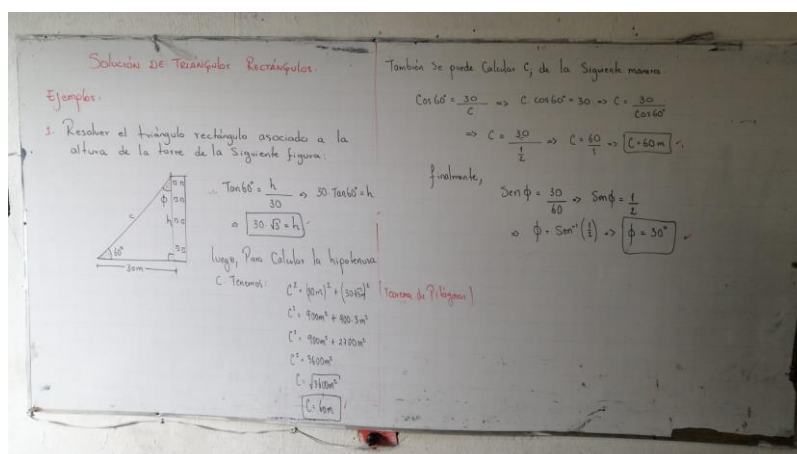 Solución de Triángulos Rectángulos.
Ejemplos.
1. Resolver el triángulo rectángulo asociado a la
altura de la torre de la Siguiente figura:
c
φ
h
60°
30m
Tan60° = h/30 => 30·Tan60° = h
=> 30·√3 = h
luego, Para Calcular la hipotenusa
C. Tenemos:
C² = (30m)² + (30√3)² (Teorema de Pitágoras)
C² = 900m² + 900·3m²
C² = 900m² + 2700m²
C² = 3600m²
C = √3600m²
C = 60m
También Se puede Calcular C, de la Siguiente manera
Cos60° = 30/C => C·cos60° = 30 => C = 30/Cos60°
=> C = 30/(1/2) => C = 60/1 => C = 60m
finalmente,
Sen φ = 30/60 => Sen φ = 1/2
=> φ = Sen⁻¹(1/2) => φ = 30°